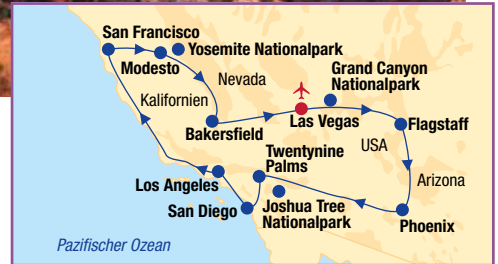 San Francisco
Yosemite Nationalpark
Modesto
Nevada
Grand Canyon
Nationalpark
Kalifornien
Bakersfield
Las Vegas
Flagstaff
USA
Twentynine
Palms
Los Angeles
Arizona
San Diego
Joshua Tree
Nationalpark
Phoenix
Pazifischer Ozean